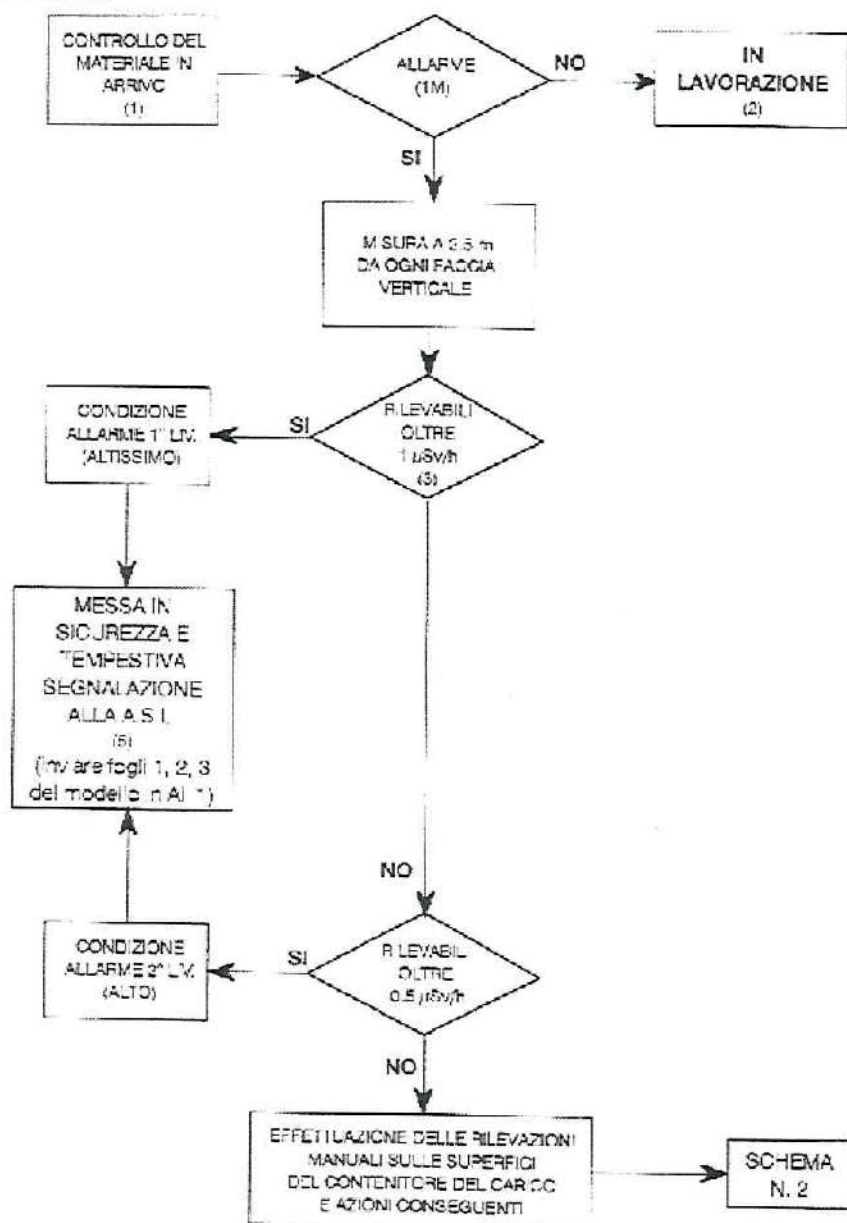 CONTROLLO DEL
MATERIALE IN
ARRIVO
(1)
ALLARME
(1M)
NO
IN
LAVORAZIONE
(2)
SI
MISURA A
DA OGNI FACCIA
VERTICALE
CONDIZIONE
ALLARME 1° LIV.
(ALTISSIMO)
SI
RILEVABILI
OLTRE
1 µSv/h
(3)
MESSA IN
SICUREZZA E
TEMPESTIVA
SEGNALAZIONE
ALLA A.S.L.
(inviare fogli 1, 2, 3
del modello in All. 1)
NO
CONDIZIONE
ALLARME 2° LIV.
(ALTO)
SI
RILEVABILI
OLTRE
0.5 µSv/h
NO
EFFETTUAZIONE DELLE RILEVAZIONI
MANUALI SULLE SUPERFICI
DEL CONTENITORE DEL CARICO
E AZIONI CONSEGUENTI
SCHEMA
N. 2